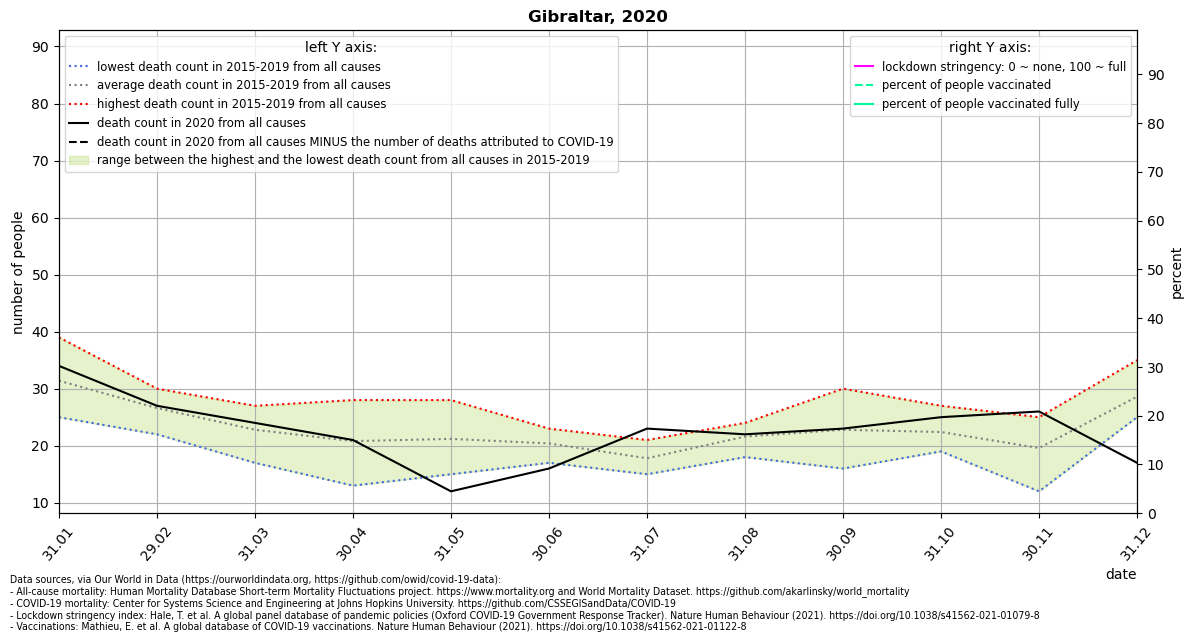 Gibraltar, 2020
left Y axis:
lowest death count in 2015-2019 from all causes
average death count in 2015-2019 from all causes
highest death count in 2015-2019 from all causes
death count in 2020 from all causes
death count in 2020 from all causes MINUS the number of deaths attributed to COVID-19
range between the highest and the lowest death count from all causes in 2015-2019
right Y axis:
lockdown stringency: 0 ~ none, 100 ~ full
percent of people vaccinated
percent of people vaccinated fully
number of people
90
80
70
60
50
40
30
20
10
percent
90
80
70
60
50
40
30
20
10
0
31.01
29.02
31.03
30.04
31.05
30.06
31.07
31.08
30.09
31.10
30.11
31.12
date
Data sources, via Our World in Data (https://ourworldindata.org, https://github.com/owid/covid-19-data):
- All-cause mortality: Human Mortality Database Short-term Mortality Fluctuations project. https://www.mortality.org and World Mortality Dataset. https://github.com/akarlinsky/world_mortality
- COVID-19 mortality: Center for Systems Science and Engineering at Johns Hopkins University. https://github.com/CSSEGISandData/COVID-19
- Lockdown stringency index: Hale, T. et al. A global panel database of pandemic policies (Oxford COVID-19 Government Response Tracker). Nature Human Behaviour (2021). https://doi.org/10.1038/s41562-021-01079-8
- Vaccinations: Mathieu, E. et al. A global database of COVID-19 vaccinations. Nature Human Behaviour (2021). https://doi.org/10.1038/s41562-021-01122-8